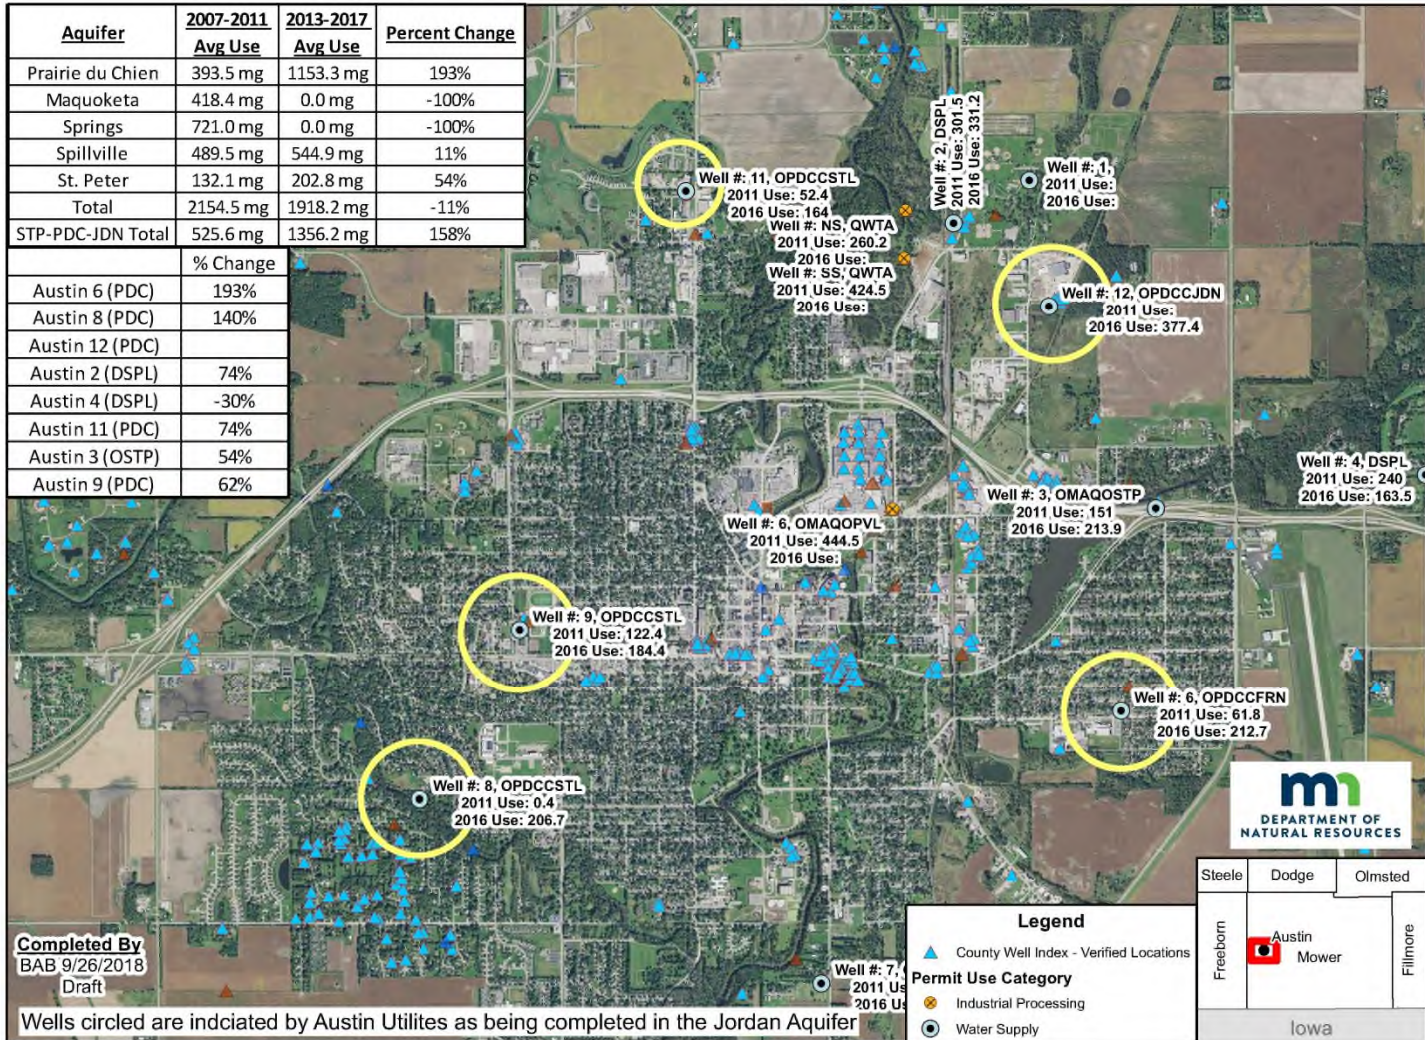 Aquifer 2007-2011 Avg Use 2013-2017 Avg Use Percent Change
Prairie du Chien 393.5 mg 1153.3 mg 193%
Maquoketa 418.4 mg 0.0 mg -100%
Springs 721.0 mg 0.0 mg -100%
Spillville 489.5 mg 544.9 mg 11%
St. Peter 132.1 mg 202.8 mg 54%
Total 2154.5 mg 1918.2 mg -11%
STP-PDC-JDN Total 525.6 mg 1356.2 mg 158%
% Change
Austin 6 (PDC) 193%
Austin 8 (PDC) 140%
Austin 12 (PDC)
Austin 2 (DSPL) 74%
Austin 4 (DSPL) -30%
Austin 11 (PDC) 74%
Austin 3 (OSTP) 54%
Austin 9 (PDC) 62%
Well #: 11, OPDCCSTL
2011 Use: 52.4
2016 Use: 164
Well #: NS, QWTA
2011 Use: 260.2
2016 Use:
Well #: SS, QWTA
2011 Use: 424.5
2016 Use:
Well #: 2, DSPL
2011 Use: 301.5
2016 Use: 331.2
Well #: 1,
2011 Use:
2016 Use:
Well #: 12, OPDCCJDN
2011 Use:
2016 Use: 377.4
Well #: 4, DSPL
2011 Use: 240
2016 Use: 163.5
Well #: 3, OMAQOSTP
2011 Use: 151
2016 Use: 213.9
Well #: 6, OMAQOPVL
2011 Use: 444.5
2016 Use:
Well #: 9, OPDCCSTL
2011 Use: 122.4
2016 Use: 184.4
Well #: 6, OPDCCFRN
2011 Use: 61.8
2016 Use: 212.7
Well #: 8, OPDCCSTL
2011 Use: 0.4
2016 Use: 206.7
Well #: 7,
2011
2016
mn
DEPARTMENT OF
NATURAL RESOURCES
Legend
County Well Index - Verified Locations
Permit Use Category
Industrial Processing
Water Supply
Steele Dodge Olmsted
Freeborn
Austin
Mower
Fillmore
Iowa
Completed By
BAB 9/26/2018
Draft
Wells circled are indciated by Austin Utilites as being completed in the Jordan Aquifer